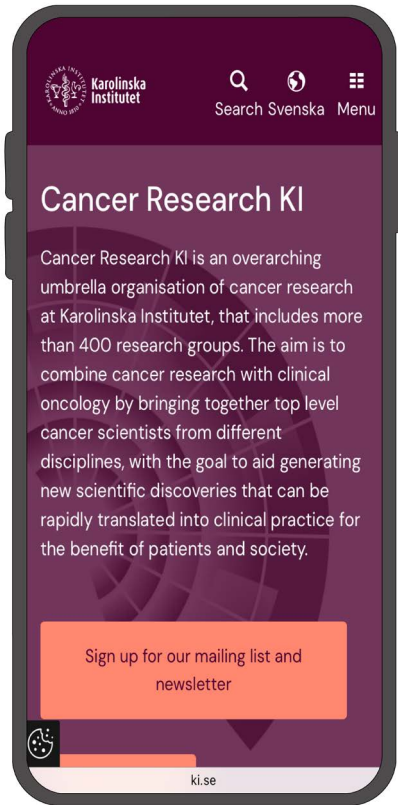 Karolinska
Institutet
KAROLINSKA INSTITUTET
ANNO 1810
Search Svenska Menu
Cancer Research KI
Cancer Research KI is an overarching
umbrella organisation of cancer research
at Karolinska Institutet, that includes more
than 400 research groups. The aim is to
combine cancer research with clinical
oncology by bringing together top level
cancer scientists from different
disciplines, with the goal to aid generating
new scientific discoveries that can be
rapidly translated into clinical practice for
the benefit of patients and society.
Sign up for our mailing list and
newsletter
ki.se